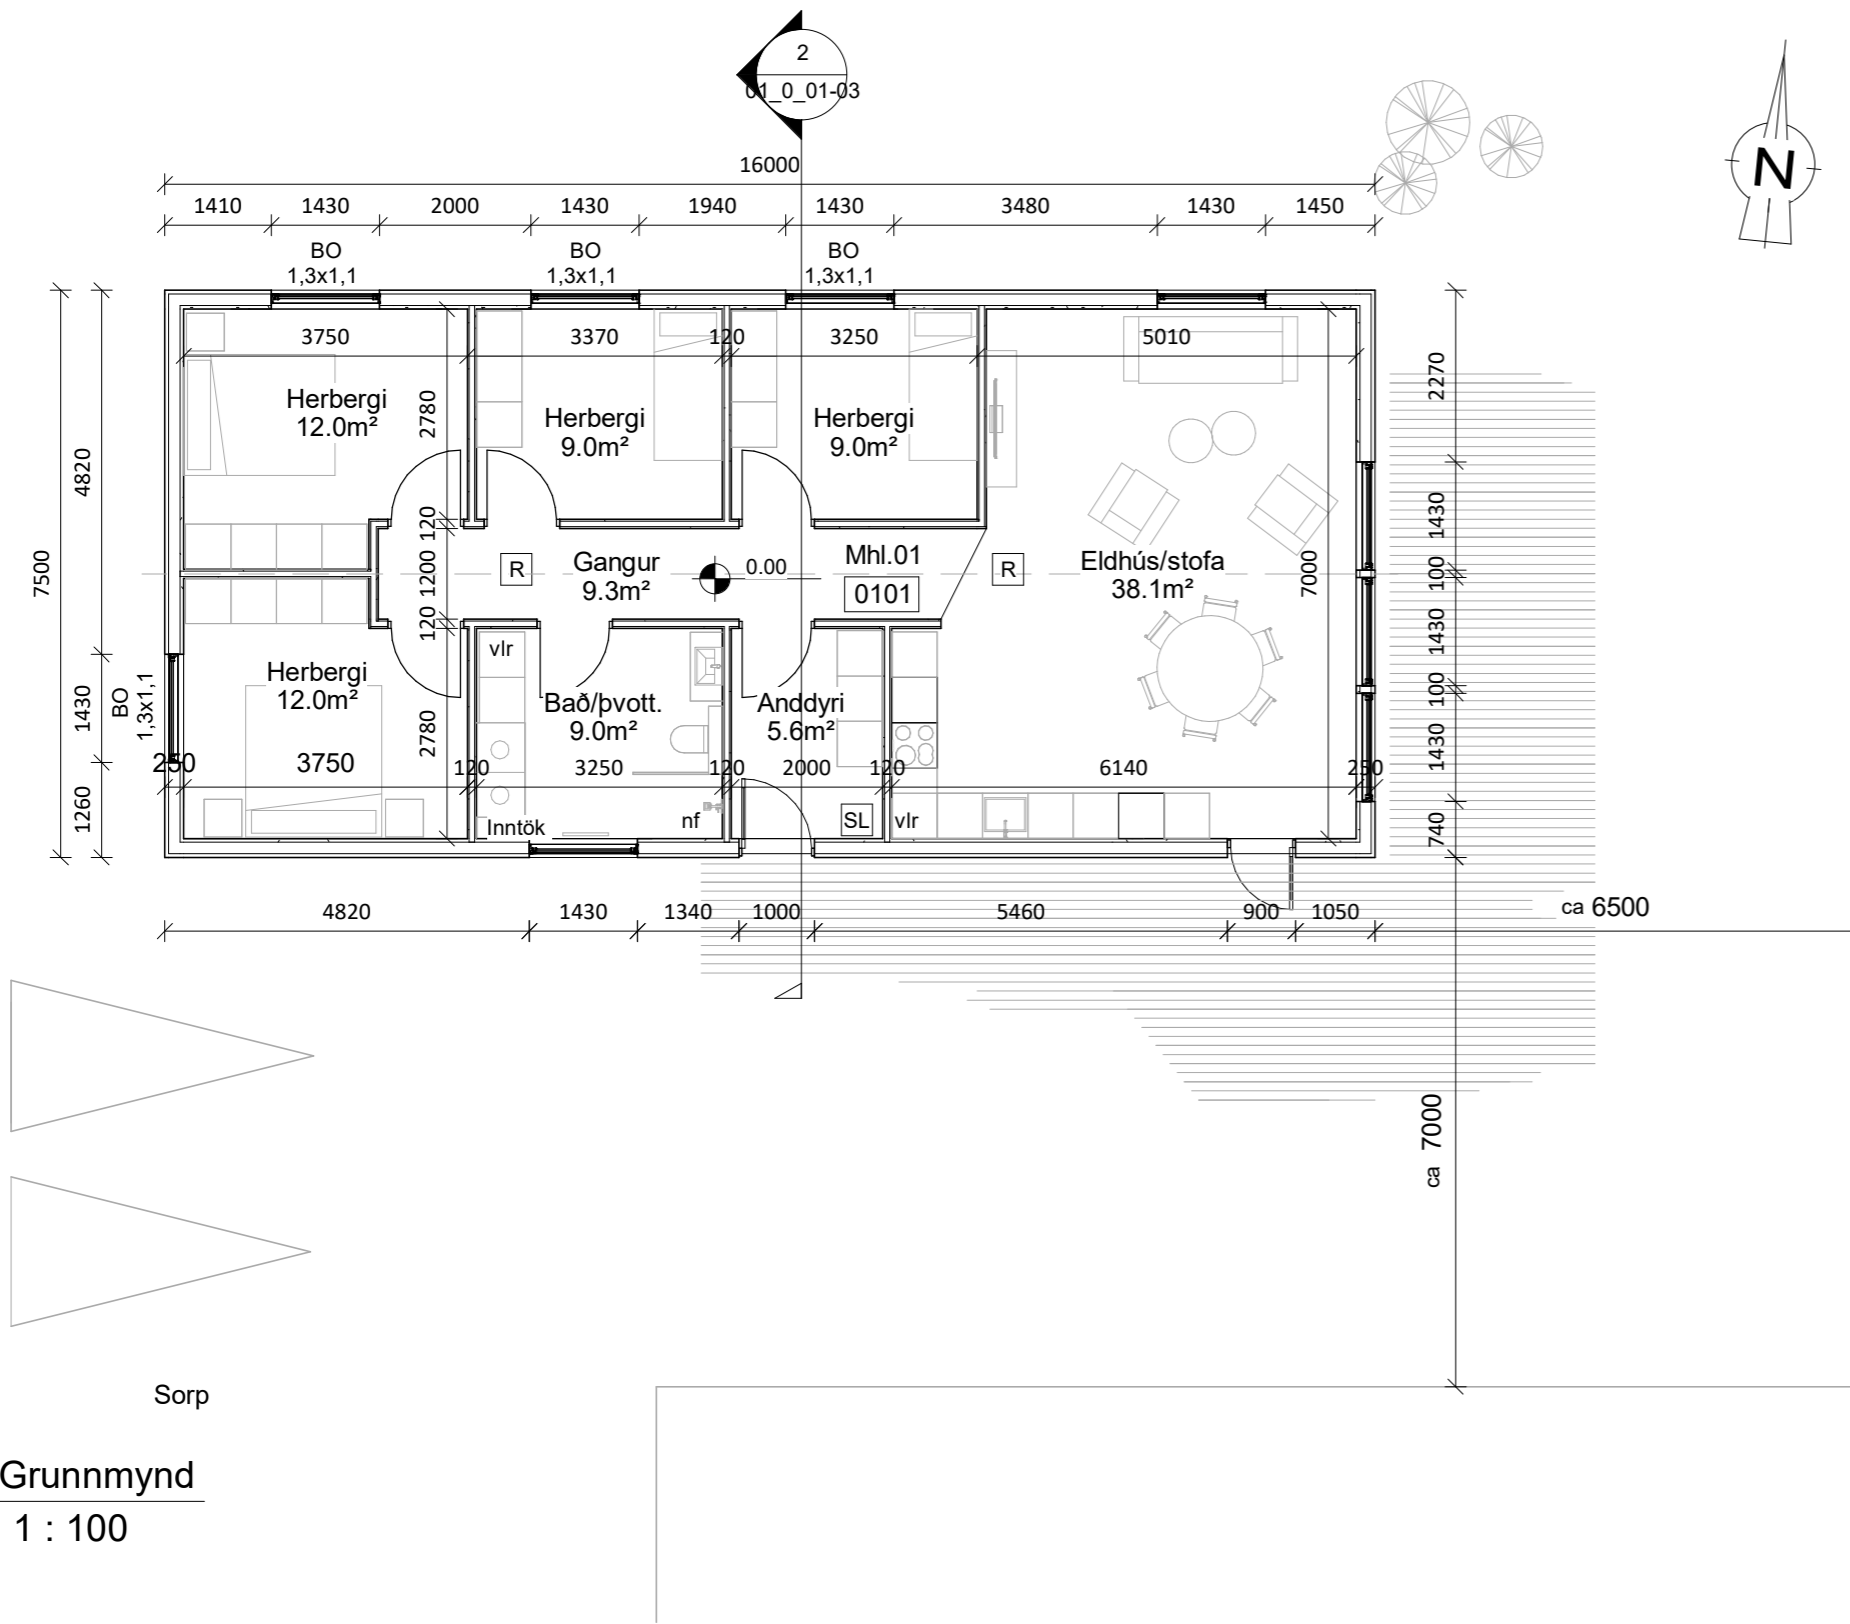 2
01_0_01-03
N
16000
1410 1430 2000 1430 1940 1430 3480 1430 1450
BO
1,3x1,1
BO
1,3x1,1
BO
1,3x1,1
3750 3370 120 3250 5010
2270
Herbergi
12.0m²
2780
Herbergi
9.0m²
Herbergi
9.0m²
4820
7500
120
1200
120
R
Gangur
9.3m²
0.00
Mhl.01
0101
R
Eldhús/stofa
38.1m²
7000
1430
100
1430
100
1430
740
vlr
Herbergi
12.0m²
2780
Bað/þvott.
9.0m²
Anddyri
5.6m²
1430
BO
1,3x1,1
1260
250 3750 120 3250 120 2000 120 6140 250
Inntök
nf
SL
vlr
4820 1430 1340 1000 5460 900 1050
ca 6500
ca 7000
Sorp
Grunnmynd
1 : 100